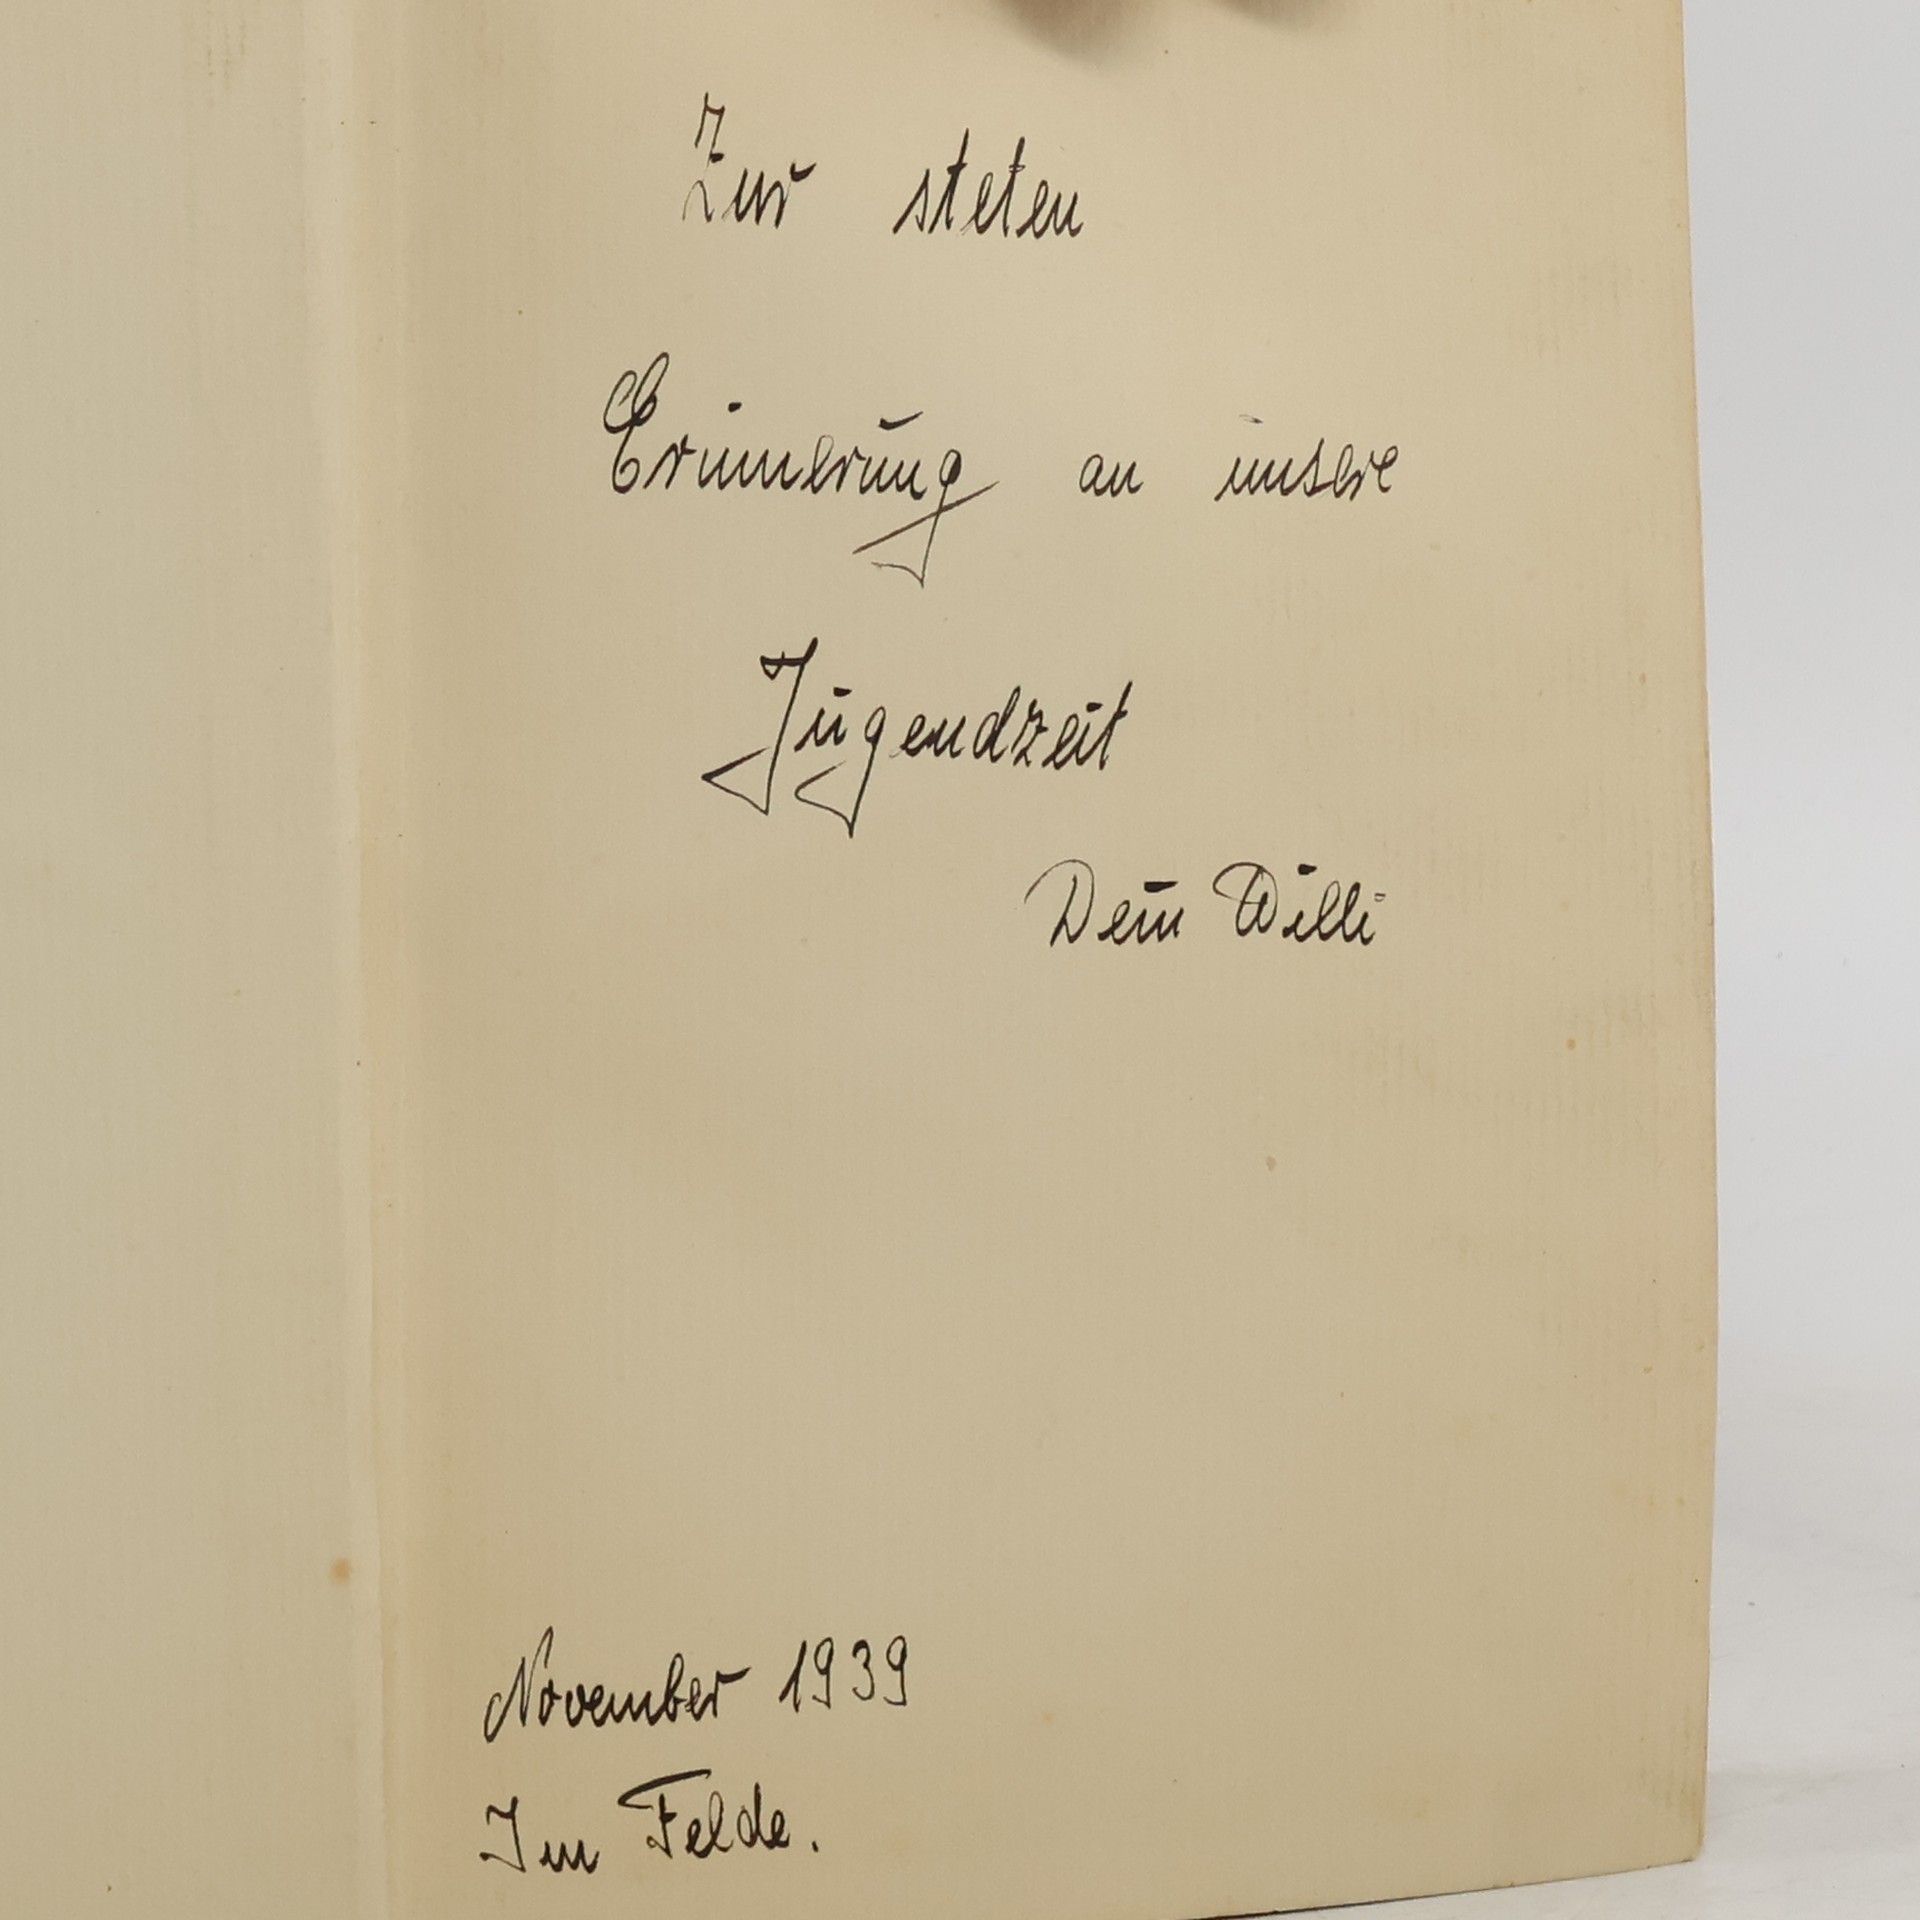 Zur steten
Erinnerung an unsere
Jugendzeit
Dein Willi
November 1939
Im Felde.